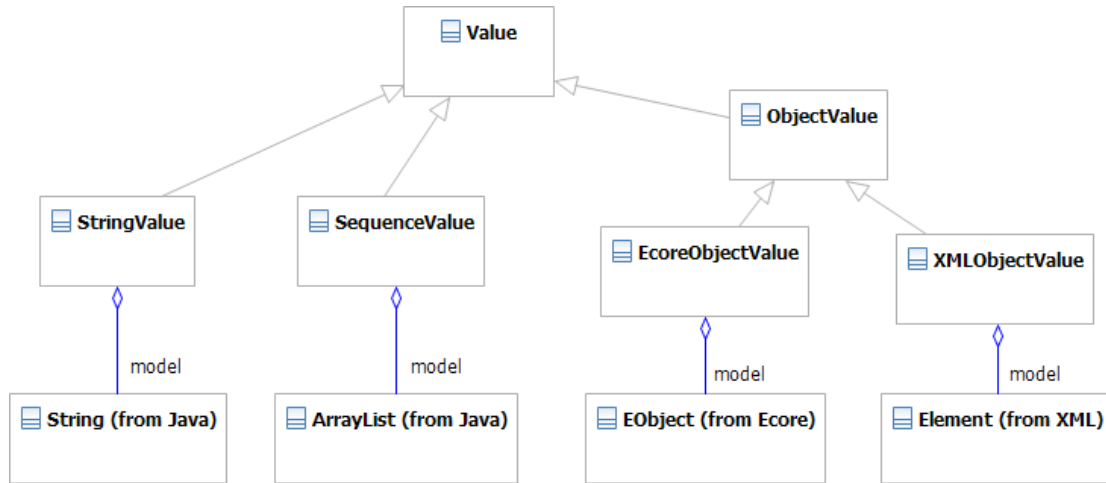 Value
ObjectValue
StringValue
SequenceValue
EcoreObjectValue
XMLObjectValue
model
model
model
model
String (from Java)
ArrayList (from Java)
EObject (from Ecore)
Element (from XML)